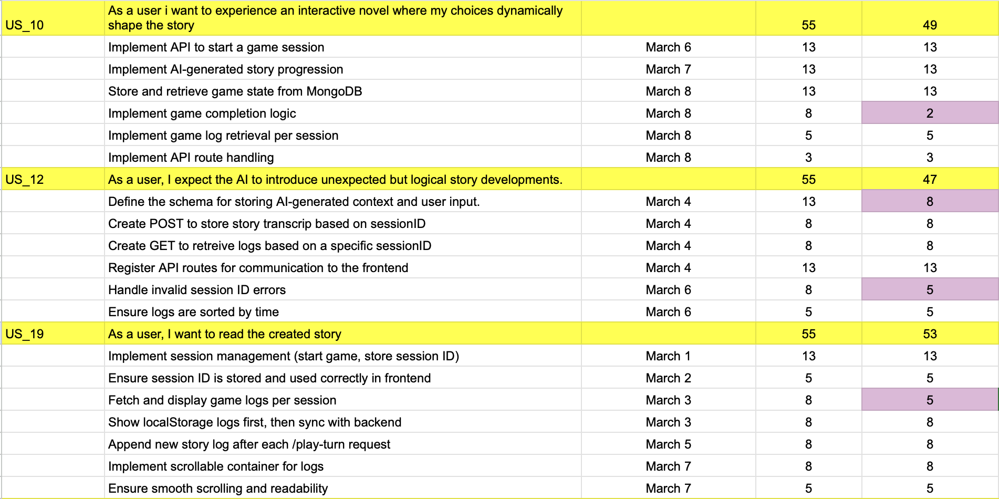 As a user i want to experience an interactive novel where my choices dynamically
US_10 shape the story 55 49
Implement API to start a game session March 6 13 13
Implement AI-generated story progression March 7 13 13
Store and retrieve game state from MongoDB March 8 13 13
Implement game completion logic March 8 8 2
Implement game log retrieval per session March 8 5 5
Implement API route handling March 8 3 3
US_12 As a user, I expect the AI to introduce unexpected but logical story developments. 55 47
Define the schema for storing AI-generated context and user input. March 4 13 8
Create POST to store story transcrip based on sessionID March 4 8 8
Create GET to retreive logs based on a specific sessionID March 4 8 8
Register API routes for communication to the frontend March 4 13 13
Handle invalid session ID errors March 6 8 5
Ensure logs are sorted by time March 6 5 5
US_19 As a user, I want to read the created story 55 53
Implement session management (start game, store session ID) March 1 13 13
Ensure session ID is stored and used correctly in frontend March 2 5 5
Fetch and display game logs per session March 3 8 5
Show localStorage logs first, then sync with backend March 3 8 8
Append new story log after each /play-turn request March 5 8 8
Implement scrollable container for logs March 7 8 8
Ensure smooth scrolling and readability March 7 5 5